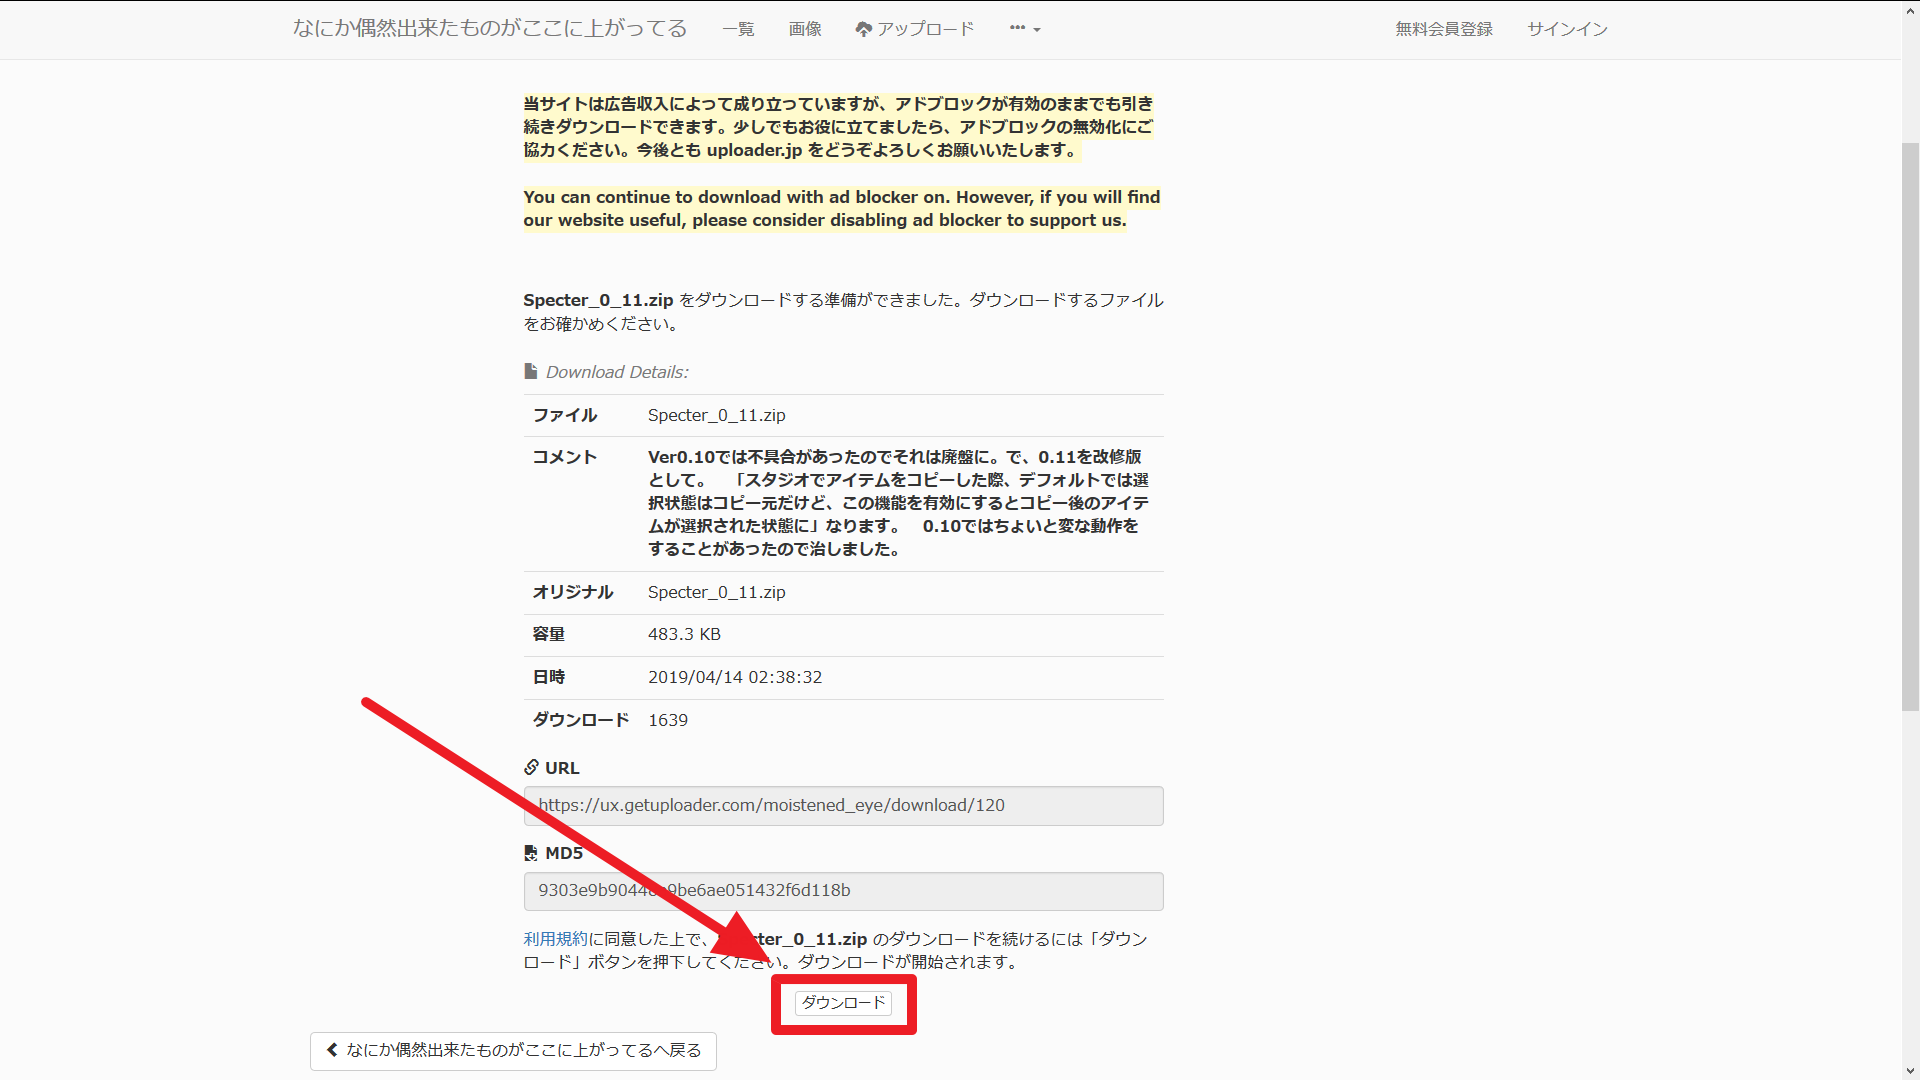 なにか偶然出来たものがここに上がってる 一覧 画像 アップロード 無料会員登録 サインイン
当サイトは広告収入によって成り立っていますが、アドブロックが有効のままでも引き
続きダウンロードできます。少しでもお役に立てましたら、アドブロックの無効化にご
協力ください。今後とも uploader.jp をどうぞよろしくお願いいたします。
You can continue to download with ad blocker on. However, if you will find
our website useful, please consider disabling ad blocker to support us.
Specter_0_11.zip をダウンロードする準備ができました。ダウンロードするファイル
をお確かめください。
Download Details:
ファイル Specter_0_11.zip
コメント Ver0.10では不具合があったのでそれは廃盤に。で、0.11を改修版
として。 「スタジオでアイテムをコピーした際、デフォルトでは選
択状態はコピー元だけど、この機能を有効にするとコピー後のアイテ
ムが選択された状態に」なります。 0.10ではちょいと変な動作を
することがあったので治しました。
オリジナル Specter_0_11.zip
容量 483.3 KB
日時 2019/04/14 02:38:32
ダウンロード 1639
URL
https://ux.getuploader.com/moistened_eye/download/120
MD5
利用規約に同意した上で、 cter_0_11.zip のダウンロードを続けるには「ダウン
ロード」ボタンを押下してください。ダウンロードが開始されます。
ダウンロード
なにか偶然出来たものがここに上がってるへ戻る